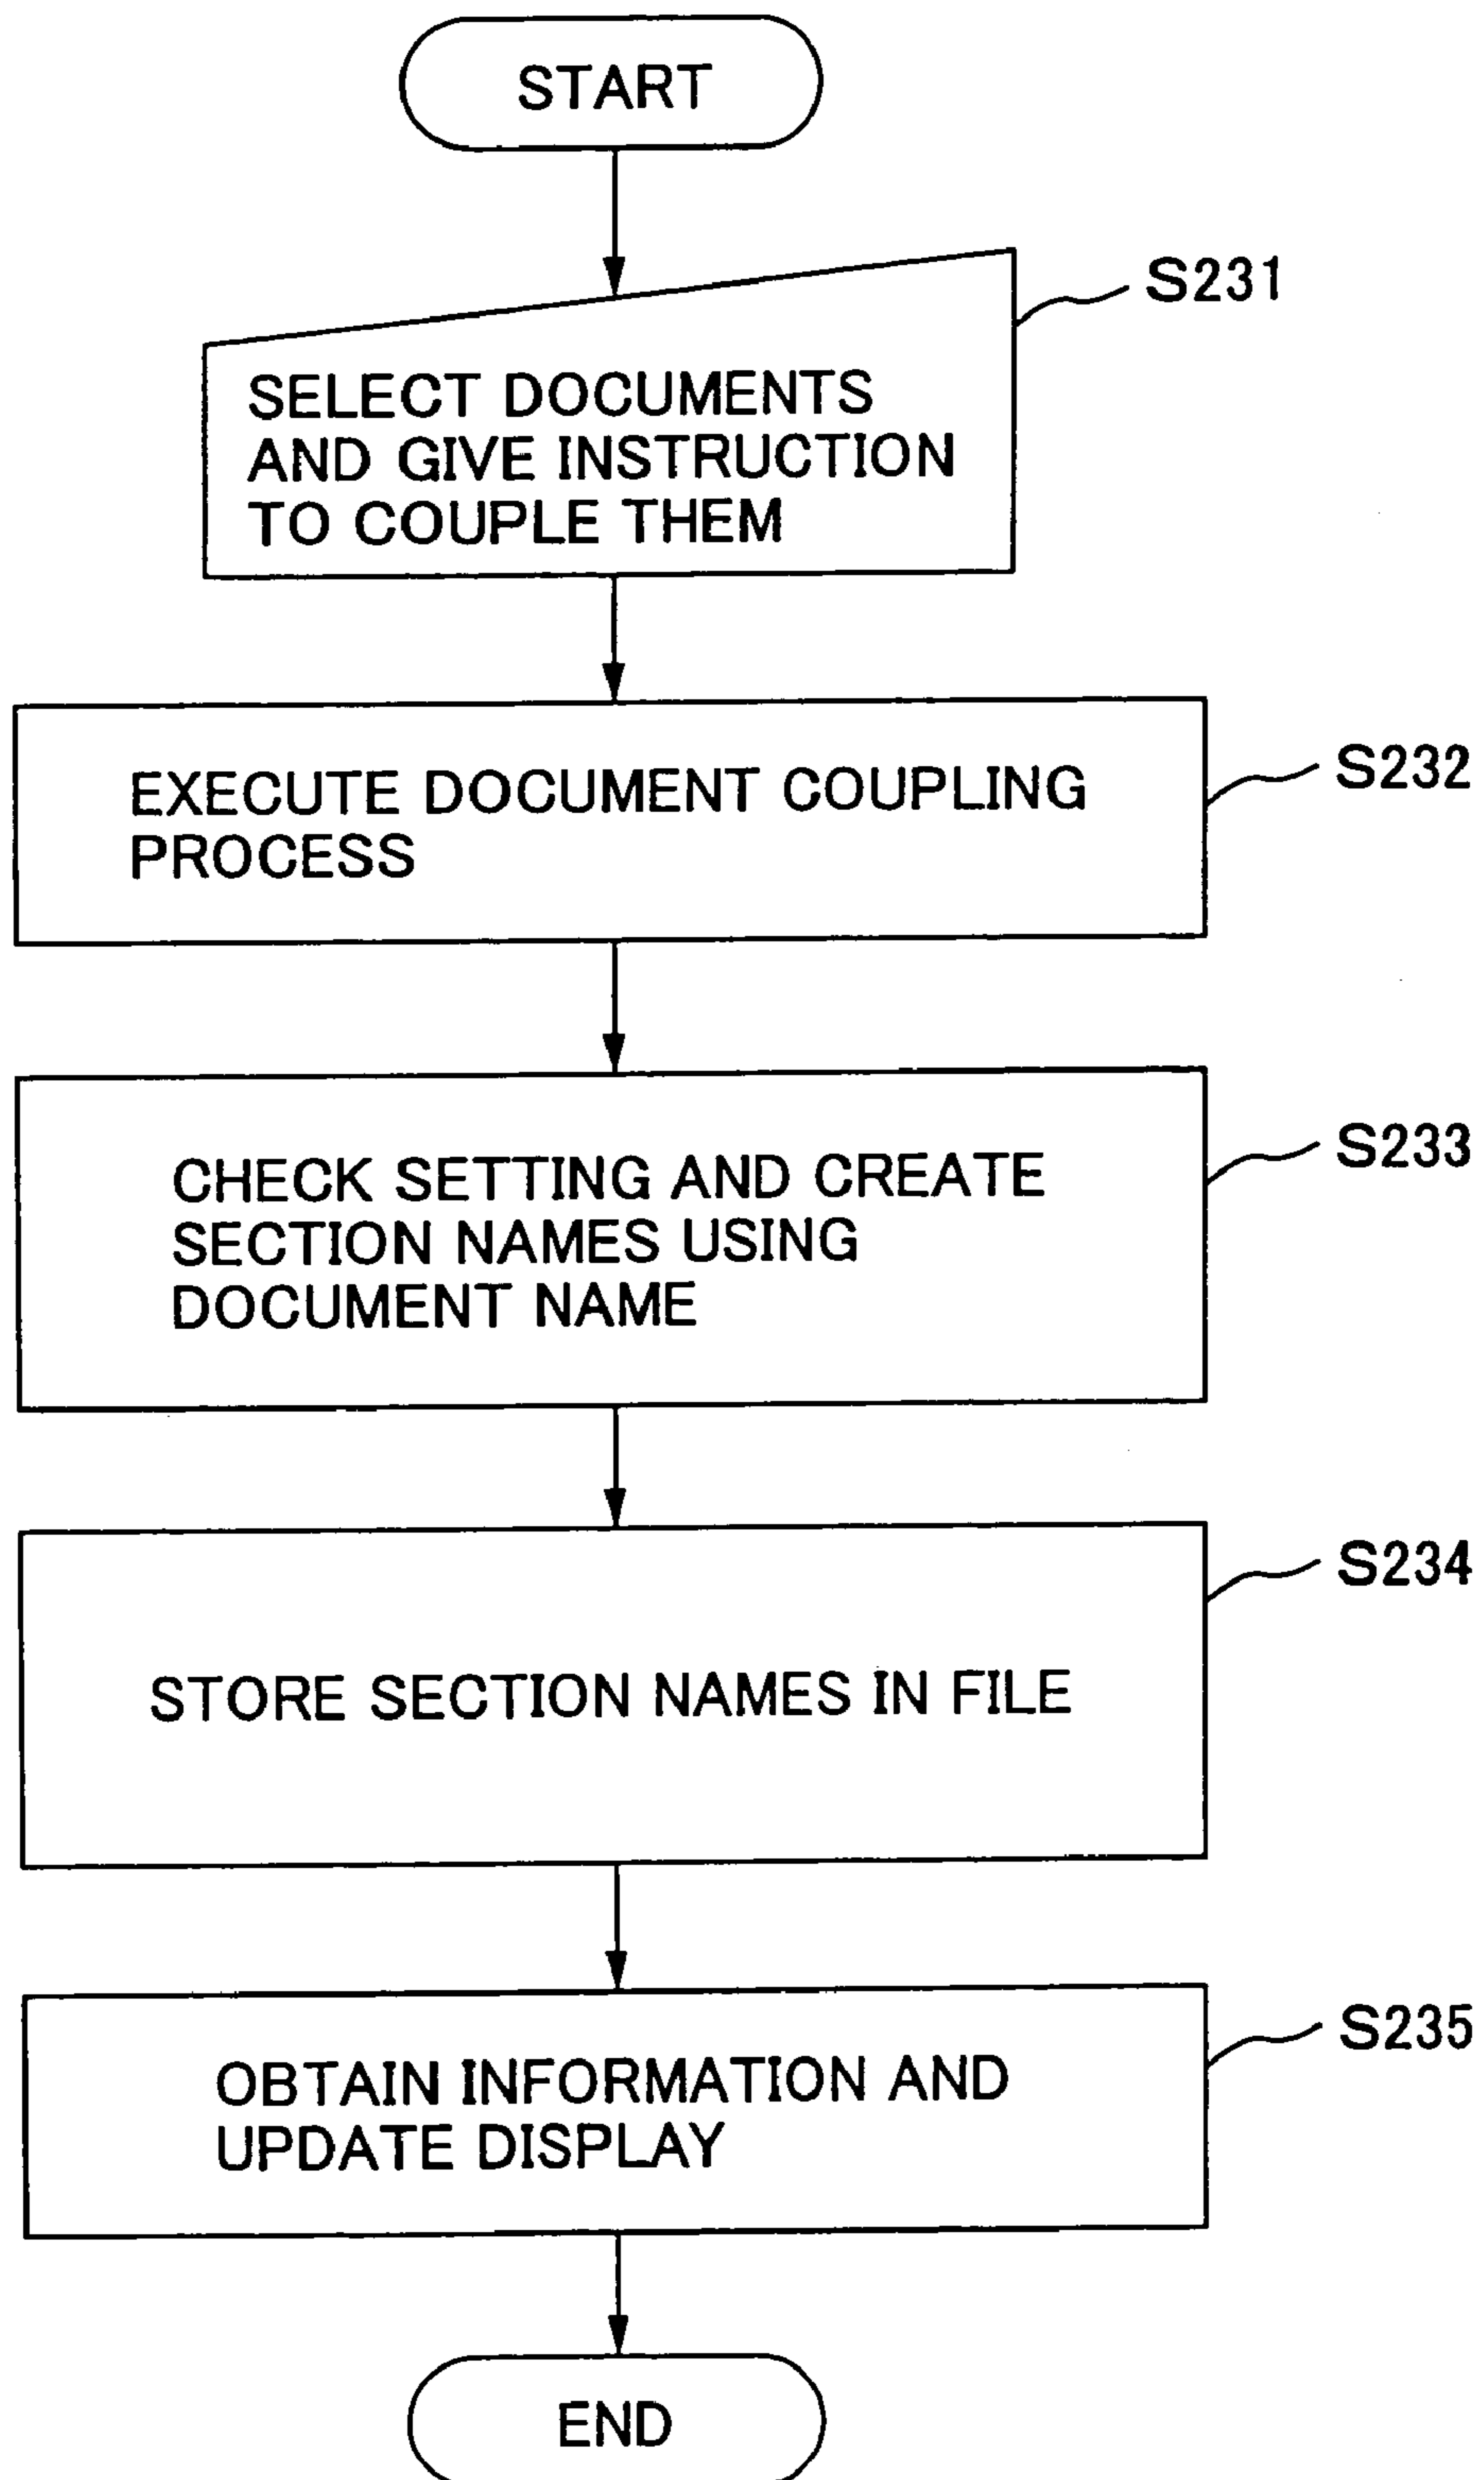 START
S231
SELECT DOCUMENTS
AND GIVE INSTRUCTION
TO COUPLE THEM
S232
EXECUTE DOCUMENT COUPLING
PROCESS
S233
CHECK SETTING AND CREATE
SECTION NAMES USING
DOCUMENT NAME
S234
STORE SECTION NAMES IN FILE
S235
OBTAIN INFORMATION AND
UPDATE DISPLAY
END